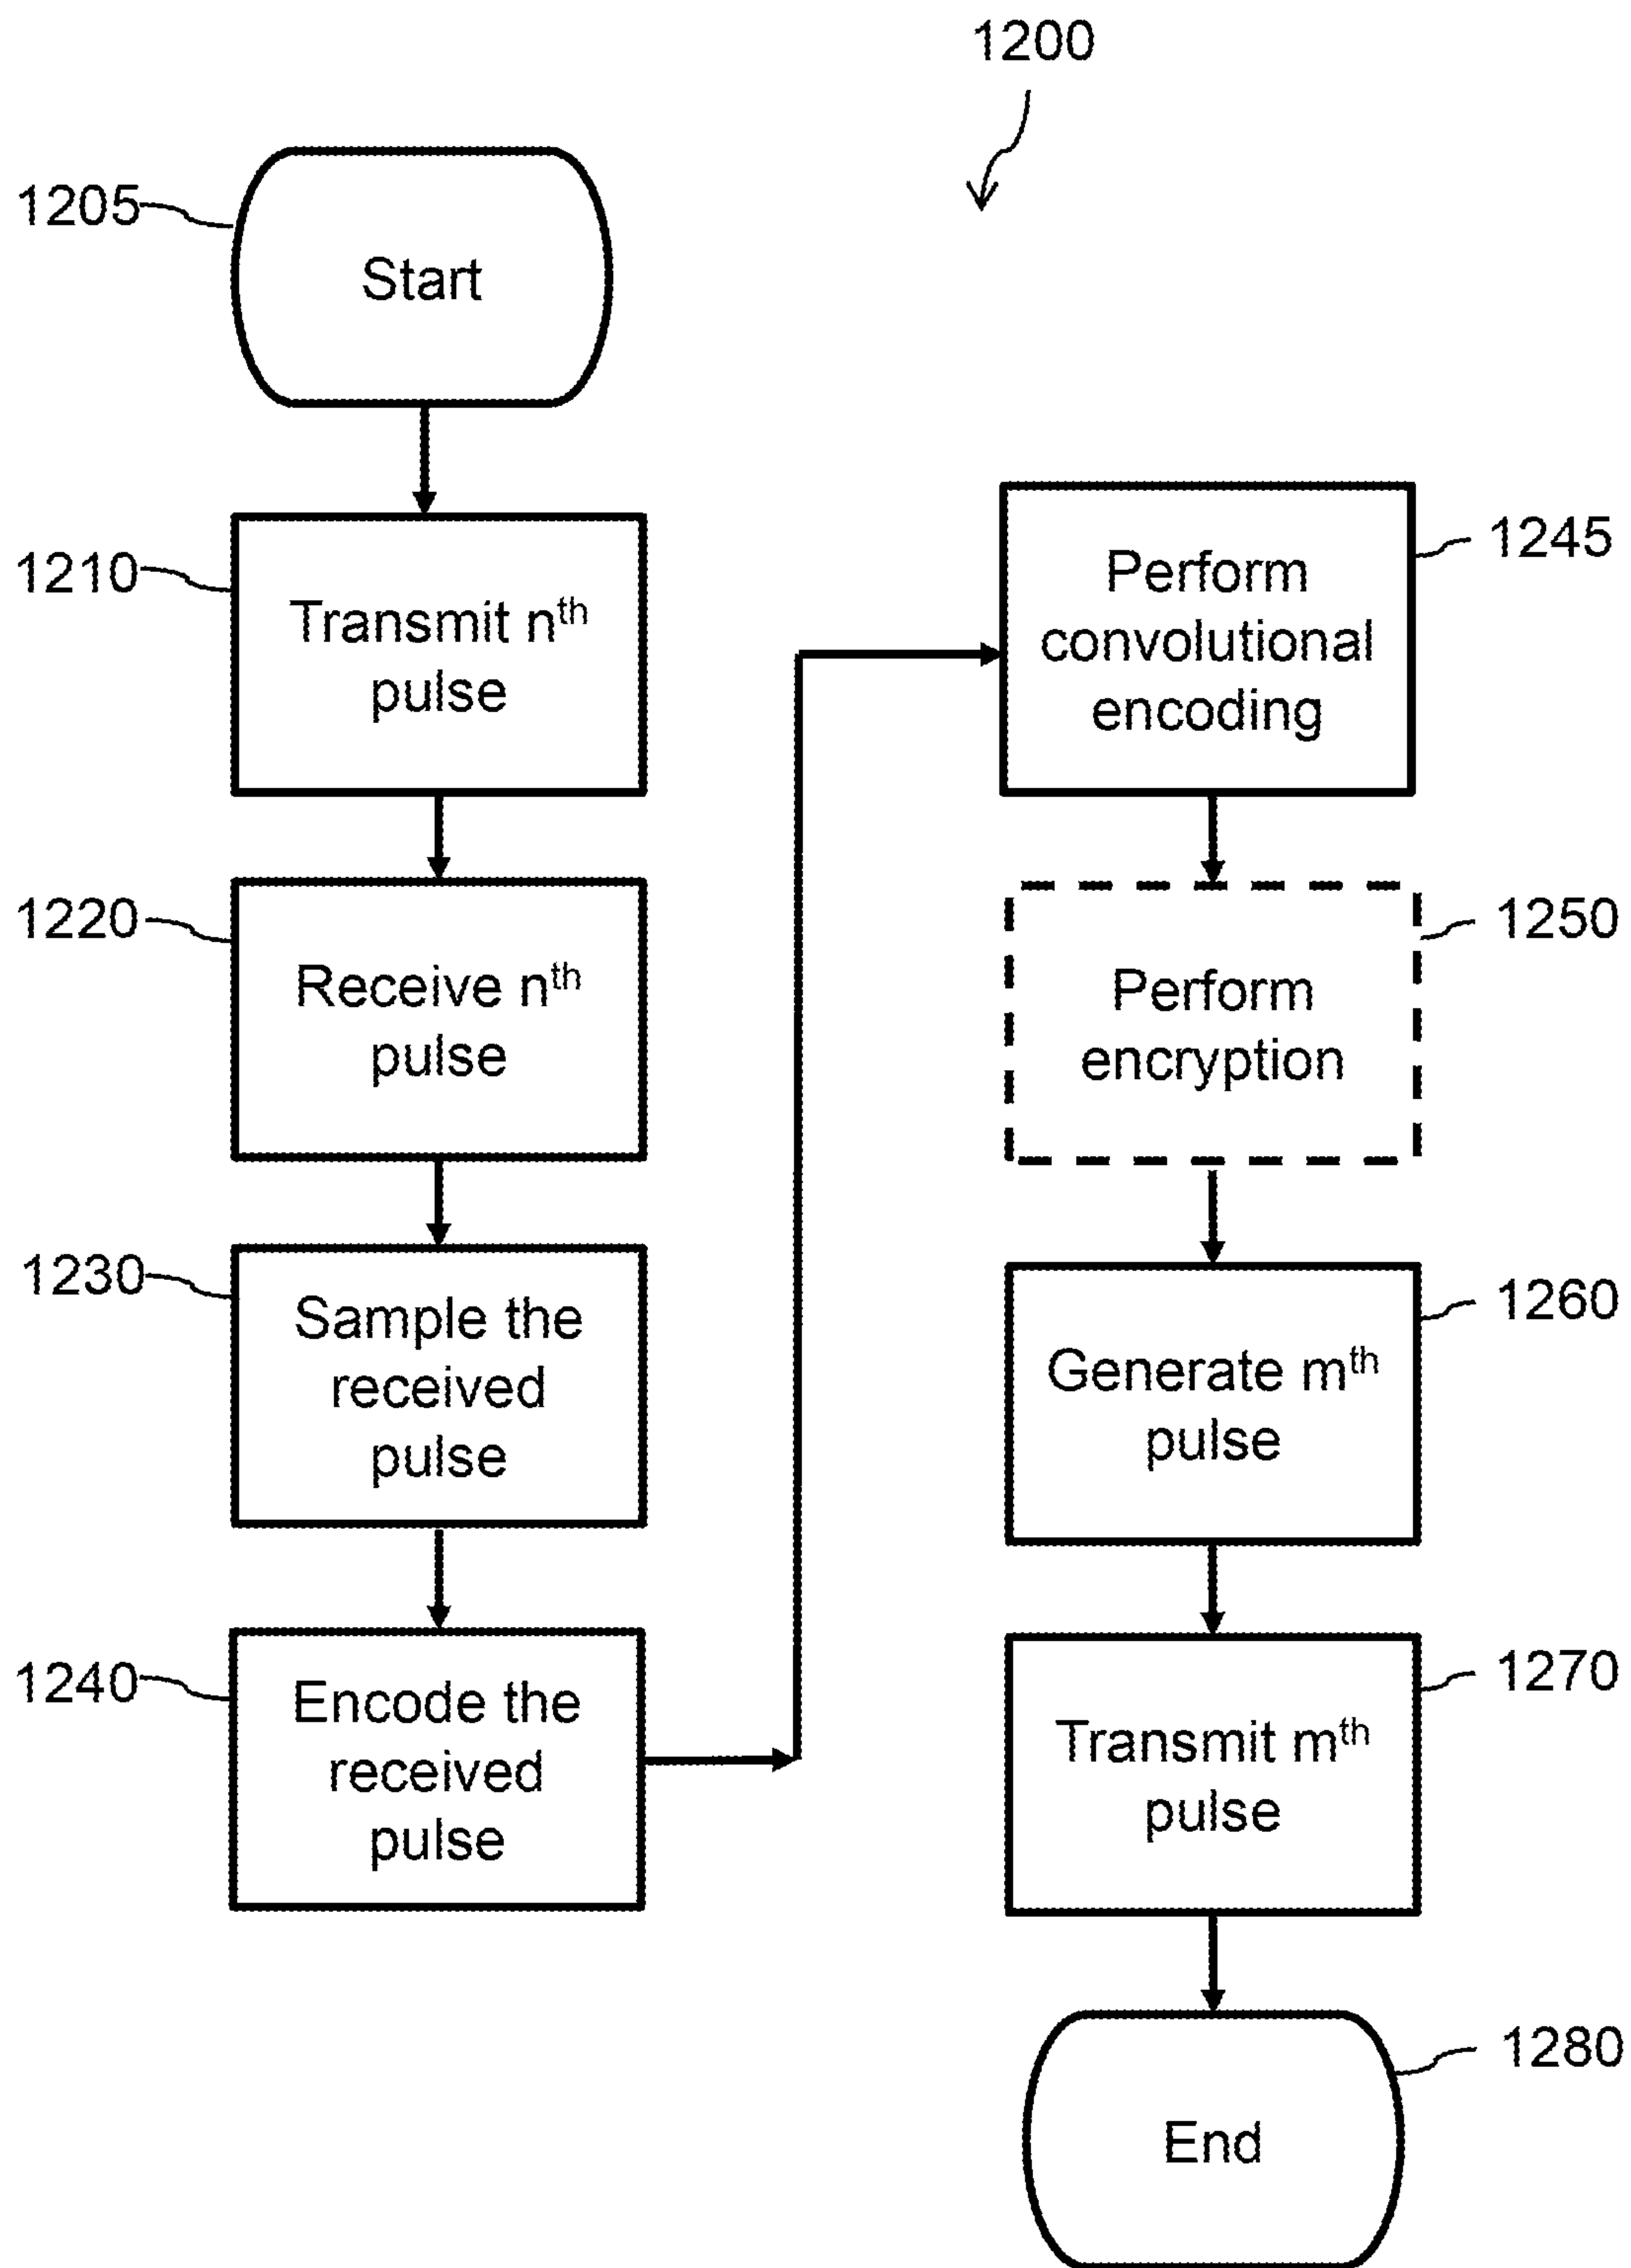 1200
1205
Start
1210
Transmit nth
pulse
1220
Receive nth
pulse
1230
Sample the
received
pulse
1240
Encode the
received
pulse
1245
Perform
convolutional
encoding
1250
Perform
encryption
1260
Generate mth
pulse
1270
Transmit mth
pulse
1280
End